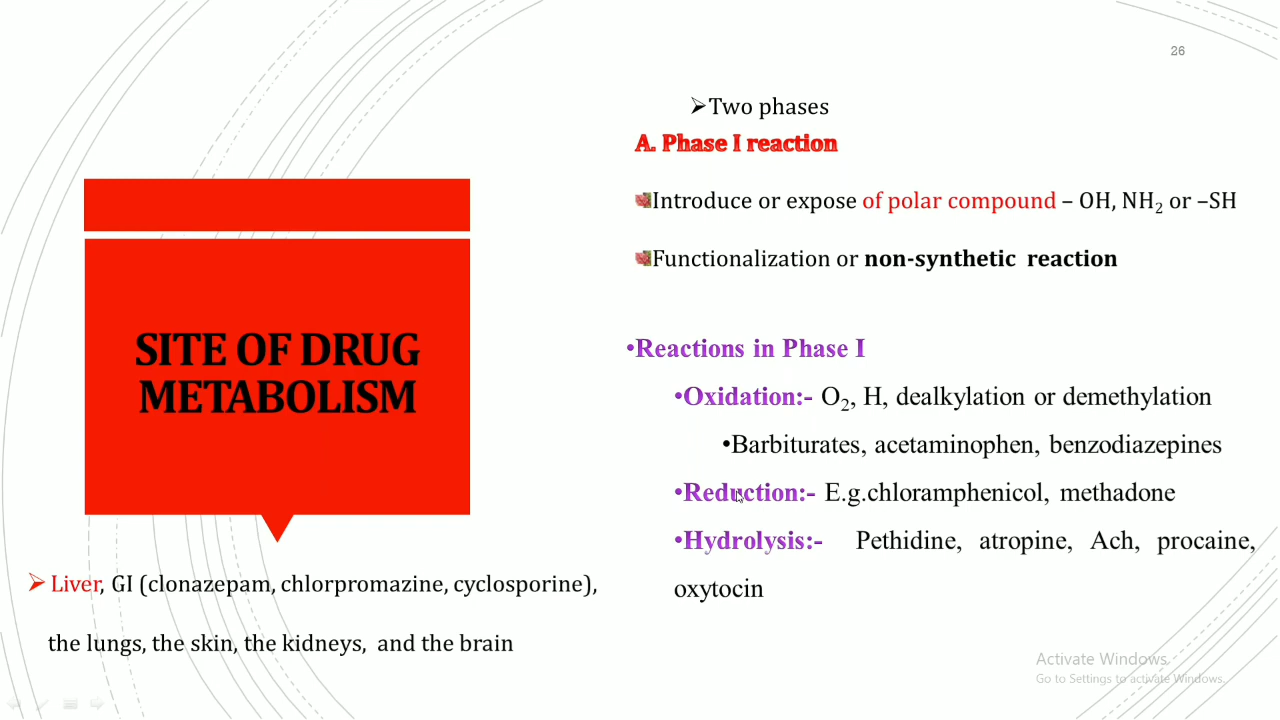 26
➢Two phases
A. Phase I reaction
Introduce or expose of polar compound – OH, NH₂ or –SH
Functionalization or non-synthetic reaction
SITE OF DRUG
METABOLISM
•Reactions in Phase I
•Oxidation:- O₂, H, dealkylation or demethylation
•Barbiturates, acetaminophen, benzodiazepines
•Reduction:- E.g.chloramphenicol, methadone
•Hydrolysis:- Pethidine, atropine, Ach, procaine,
oxytocin
➢ Liver, GI (clonazepam, chlorpromazine, cyclosporine),
the lungs, the skin, the kidneys, and the brain
Activate Windows
Go to Settings to activate Windows.